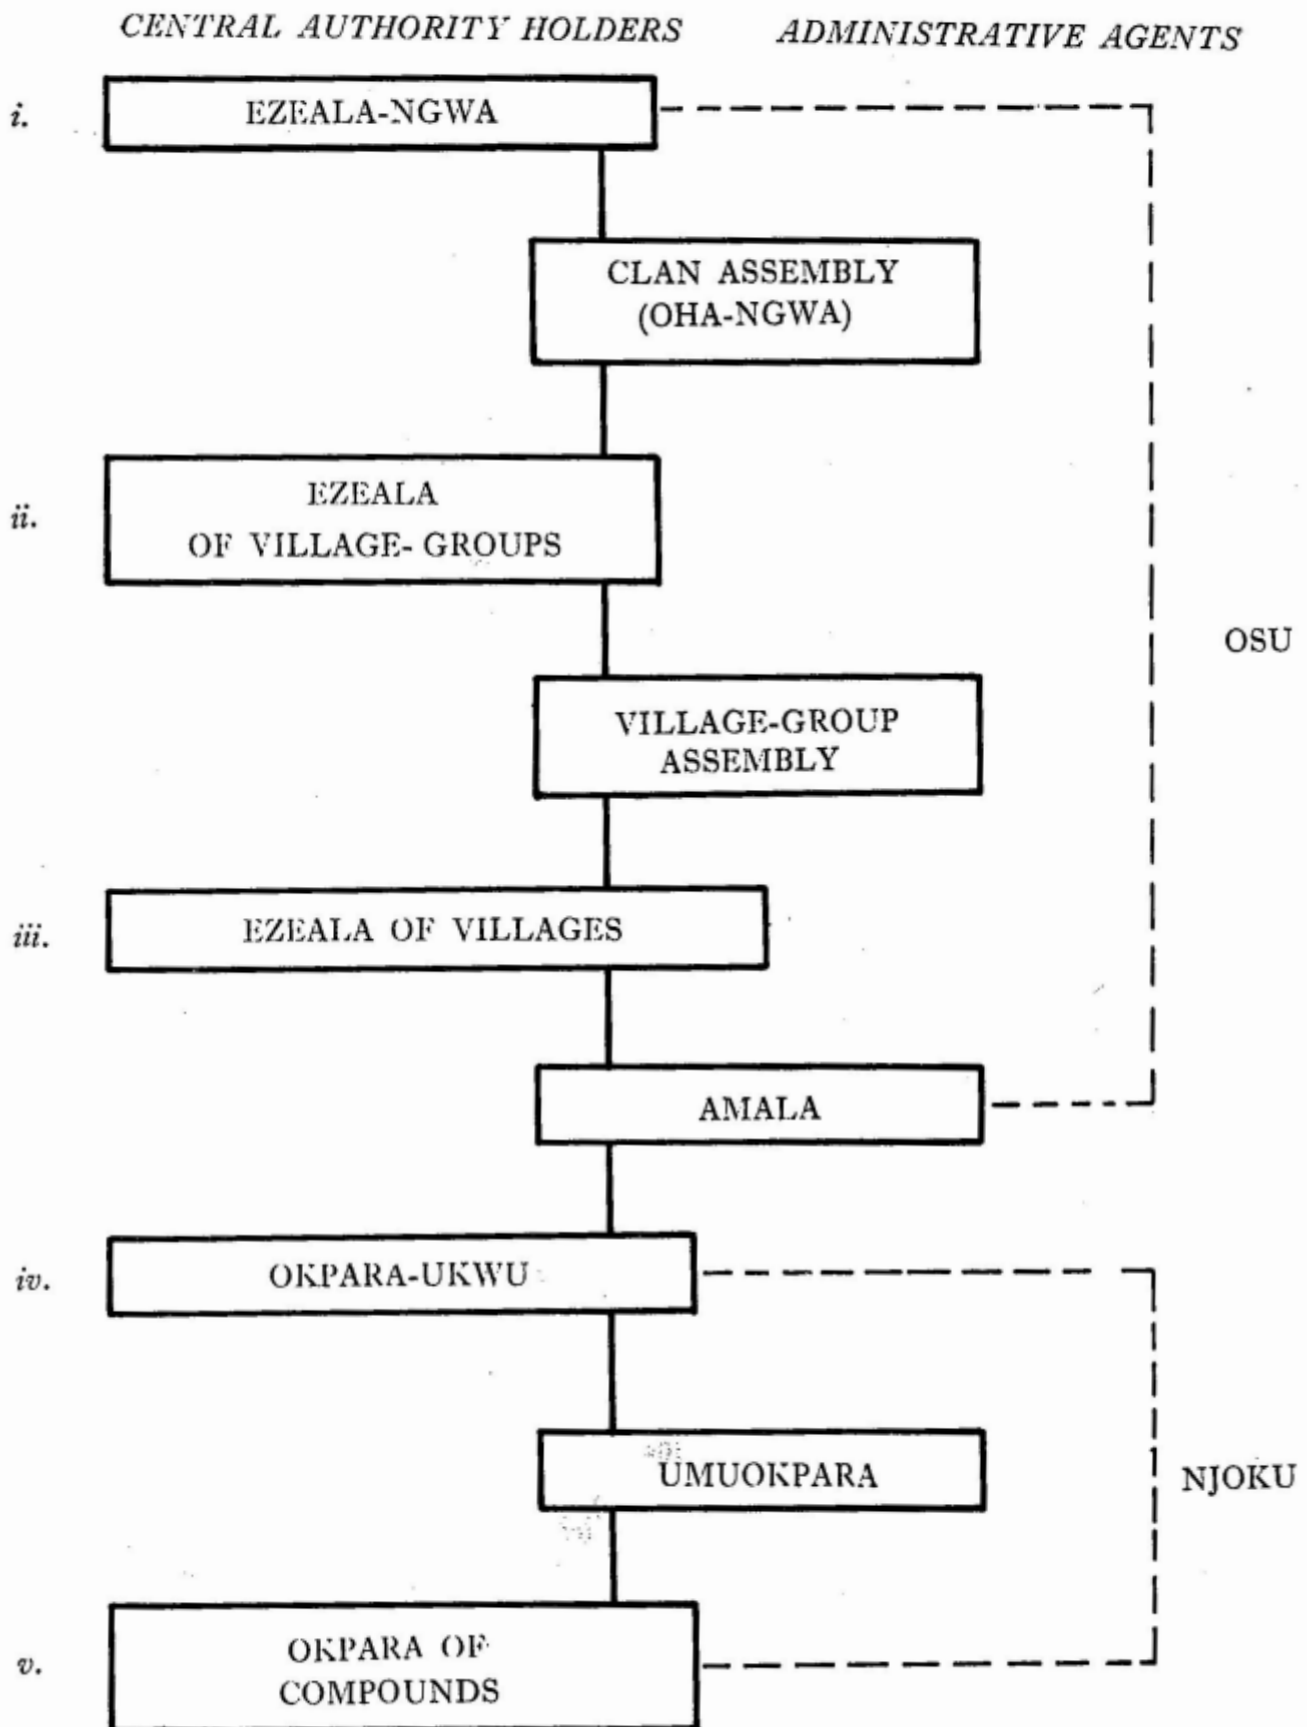 CENTRAL AUTHORITY HOLDERS ADMINISTRATIVE AGENTS
i.
EZEALA-NGWA
CLAN ASSEMBLY
(OHA-NGWA)
ii.
EZEALA
OF VILLAGE- GROUPS
OSU
VILLAGE-GROUP
ASSEMBLY
iii.
EZEALA OF VILLAGES
AMALA
iv.
OKPARA-UKWU
UMUOKPARA
NJOKU
v.
OKPARA OF
COMPOUNDS